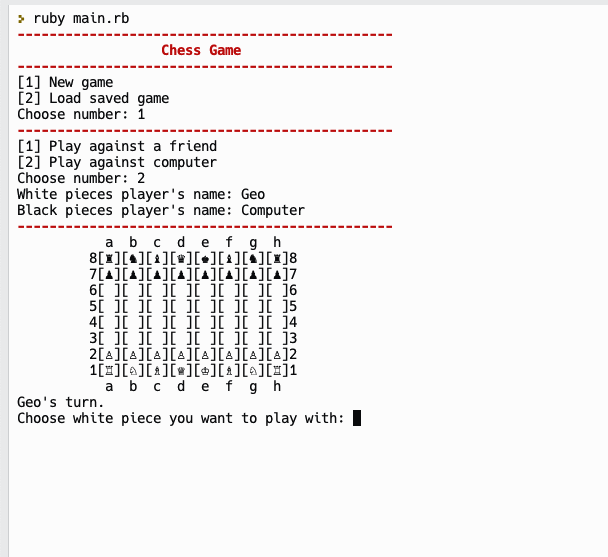 ❯ ruby main.rb
-----------------------------------------------
                  Chess Game
-----------------------------------------------
[1] New game
[2] Load saved game
Choose number: 1
-----------------------------------------------
[1] Play against a friend
[2] Play against computer
Choose number: 2
White pieces player's name: Geo
Black pieces player's name: Computer
-----------------------------------------------
           a  b  c  d  e  f  g  h
         8[♜][♞][♝][♛][♚][♝][♞][♜]8
         7[♟][♟][♟][♟][♟][♟][♟][♟]7
         6[ ][ ][ ][ ][ ][ ][ ][ ]6
         5[ ][ ][ ][ ][ ][ ][ ][ ]5
         4[ ][ ][ ][ ][ ][ ][ ][ ]4
         3[ ][ ][ ][ ][ ][ ][ ][ ]3
         2[♙][♙][♙][♙][♙][♙][♙][♙]2
         1[♖][♘][♗][♕][♔][♗][♘][♖]1
           a  b  c  d  e  f  g  h
Geo's turn.
Choose white piece you want to play with: